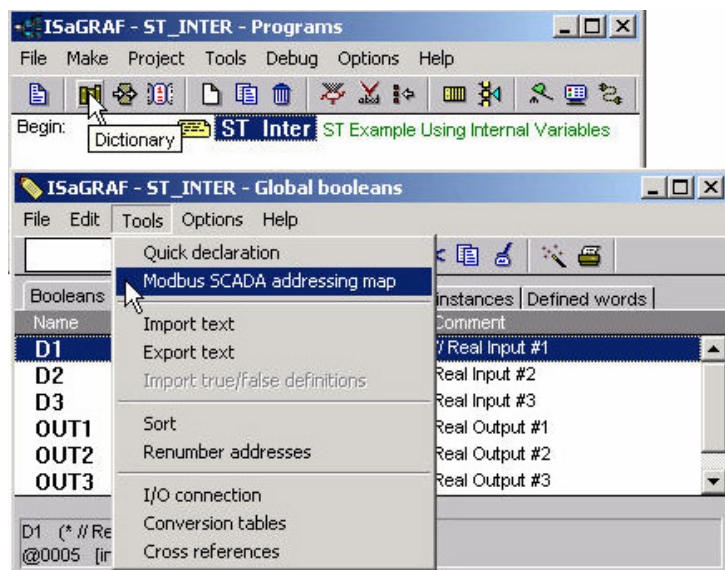 ISaGRAF - ST_INTER - Programs
File Make Project Tools Debug Options Help
Begin: ST_Inter ST Example Using Internal Variables
Dictionary
ISaGRAF - ST_INTER - Global booleans
File Edit Tools Options Help
Quick declaration
Modbus SCADA addressing map
Import text
Export text
Import true/false definitions
Sort
Renumber addresses
I/O connection
Conversion tables
Cross references
Booleans instances Defined words
Name Comment
D1 // Real Input #1
D2 Real Input #2
D3 Real Input #3
OUT1 Real Output #1
OUT2 Real Output #2
OUT3 Real Output #3
D1 (* // Re
@0005 [in